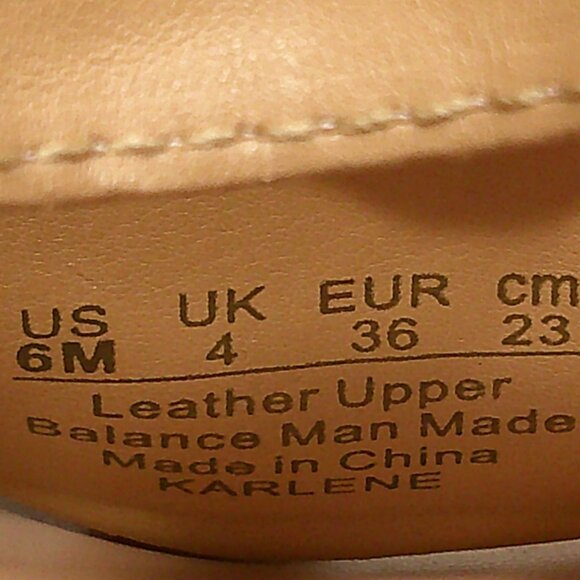 US UK EUR cm
6M 4 36 23
Leather Upper
Balance Man Made
Made in China
KARLENE